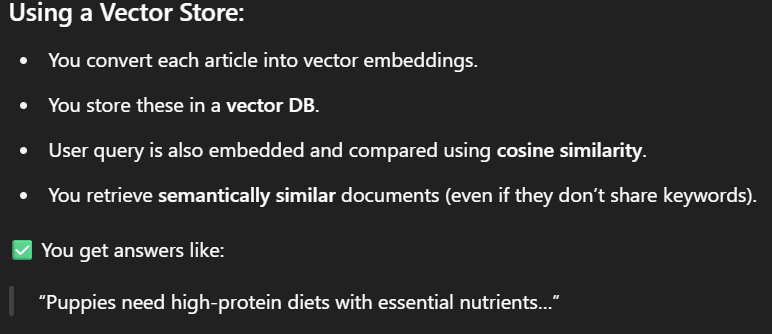 Using a Vector Store:
• You convert each article into vector embeddings.
• You store these in a vector DB.
• User query is also embedded and compared using cosine similarity.
• You retrieve semantically similar documents (even if they don’t share keywords).
✅ You get answers like:
“Puppies need high-protein diets with essential nutrients…”